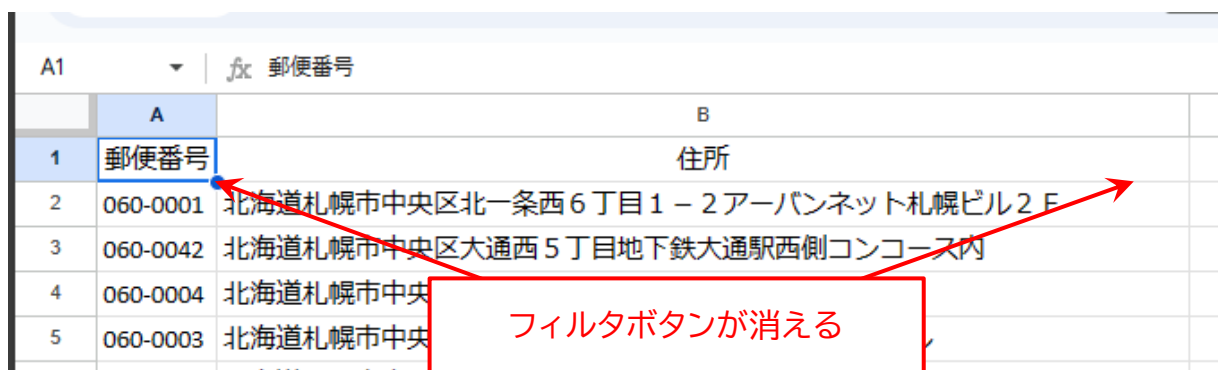 A1 fx 郵便番号
A B
1 郵便番号 住所
2 060-0001 北海道札幌市中央区北一条西６丁目１－２アーバンネット札幌ビル２Ｆ
3 060-0042 北海道札幌市中央区大通西５丁目地下鉄大通駅西側コンコース内
4 060-0004 北海道札幌市中央
5 060-0003 北海道札幌市中央
フィルタボタンが消える